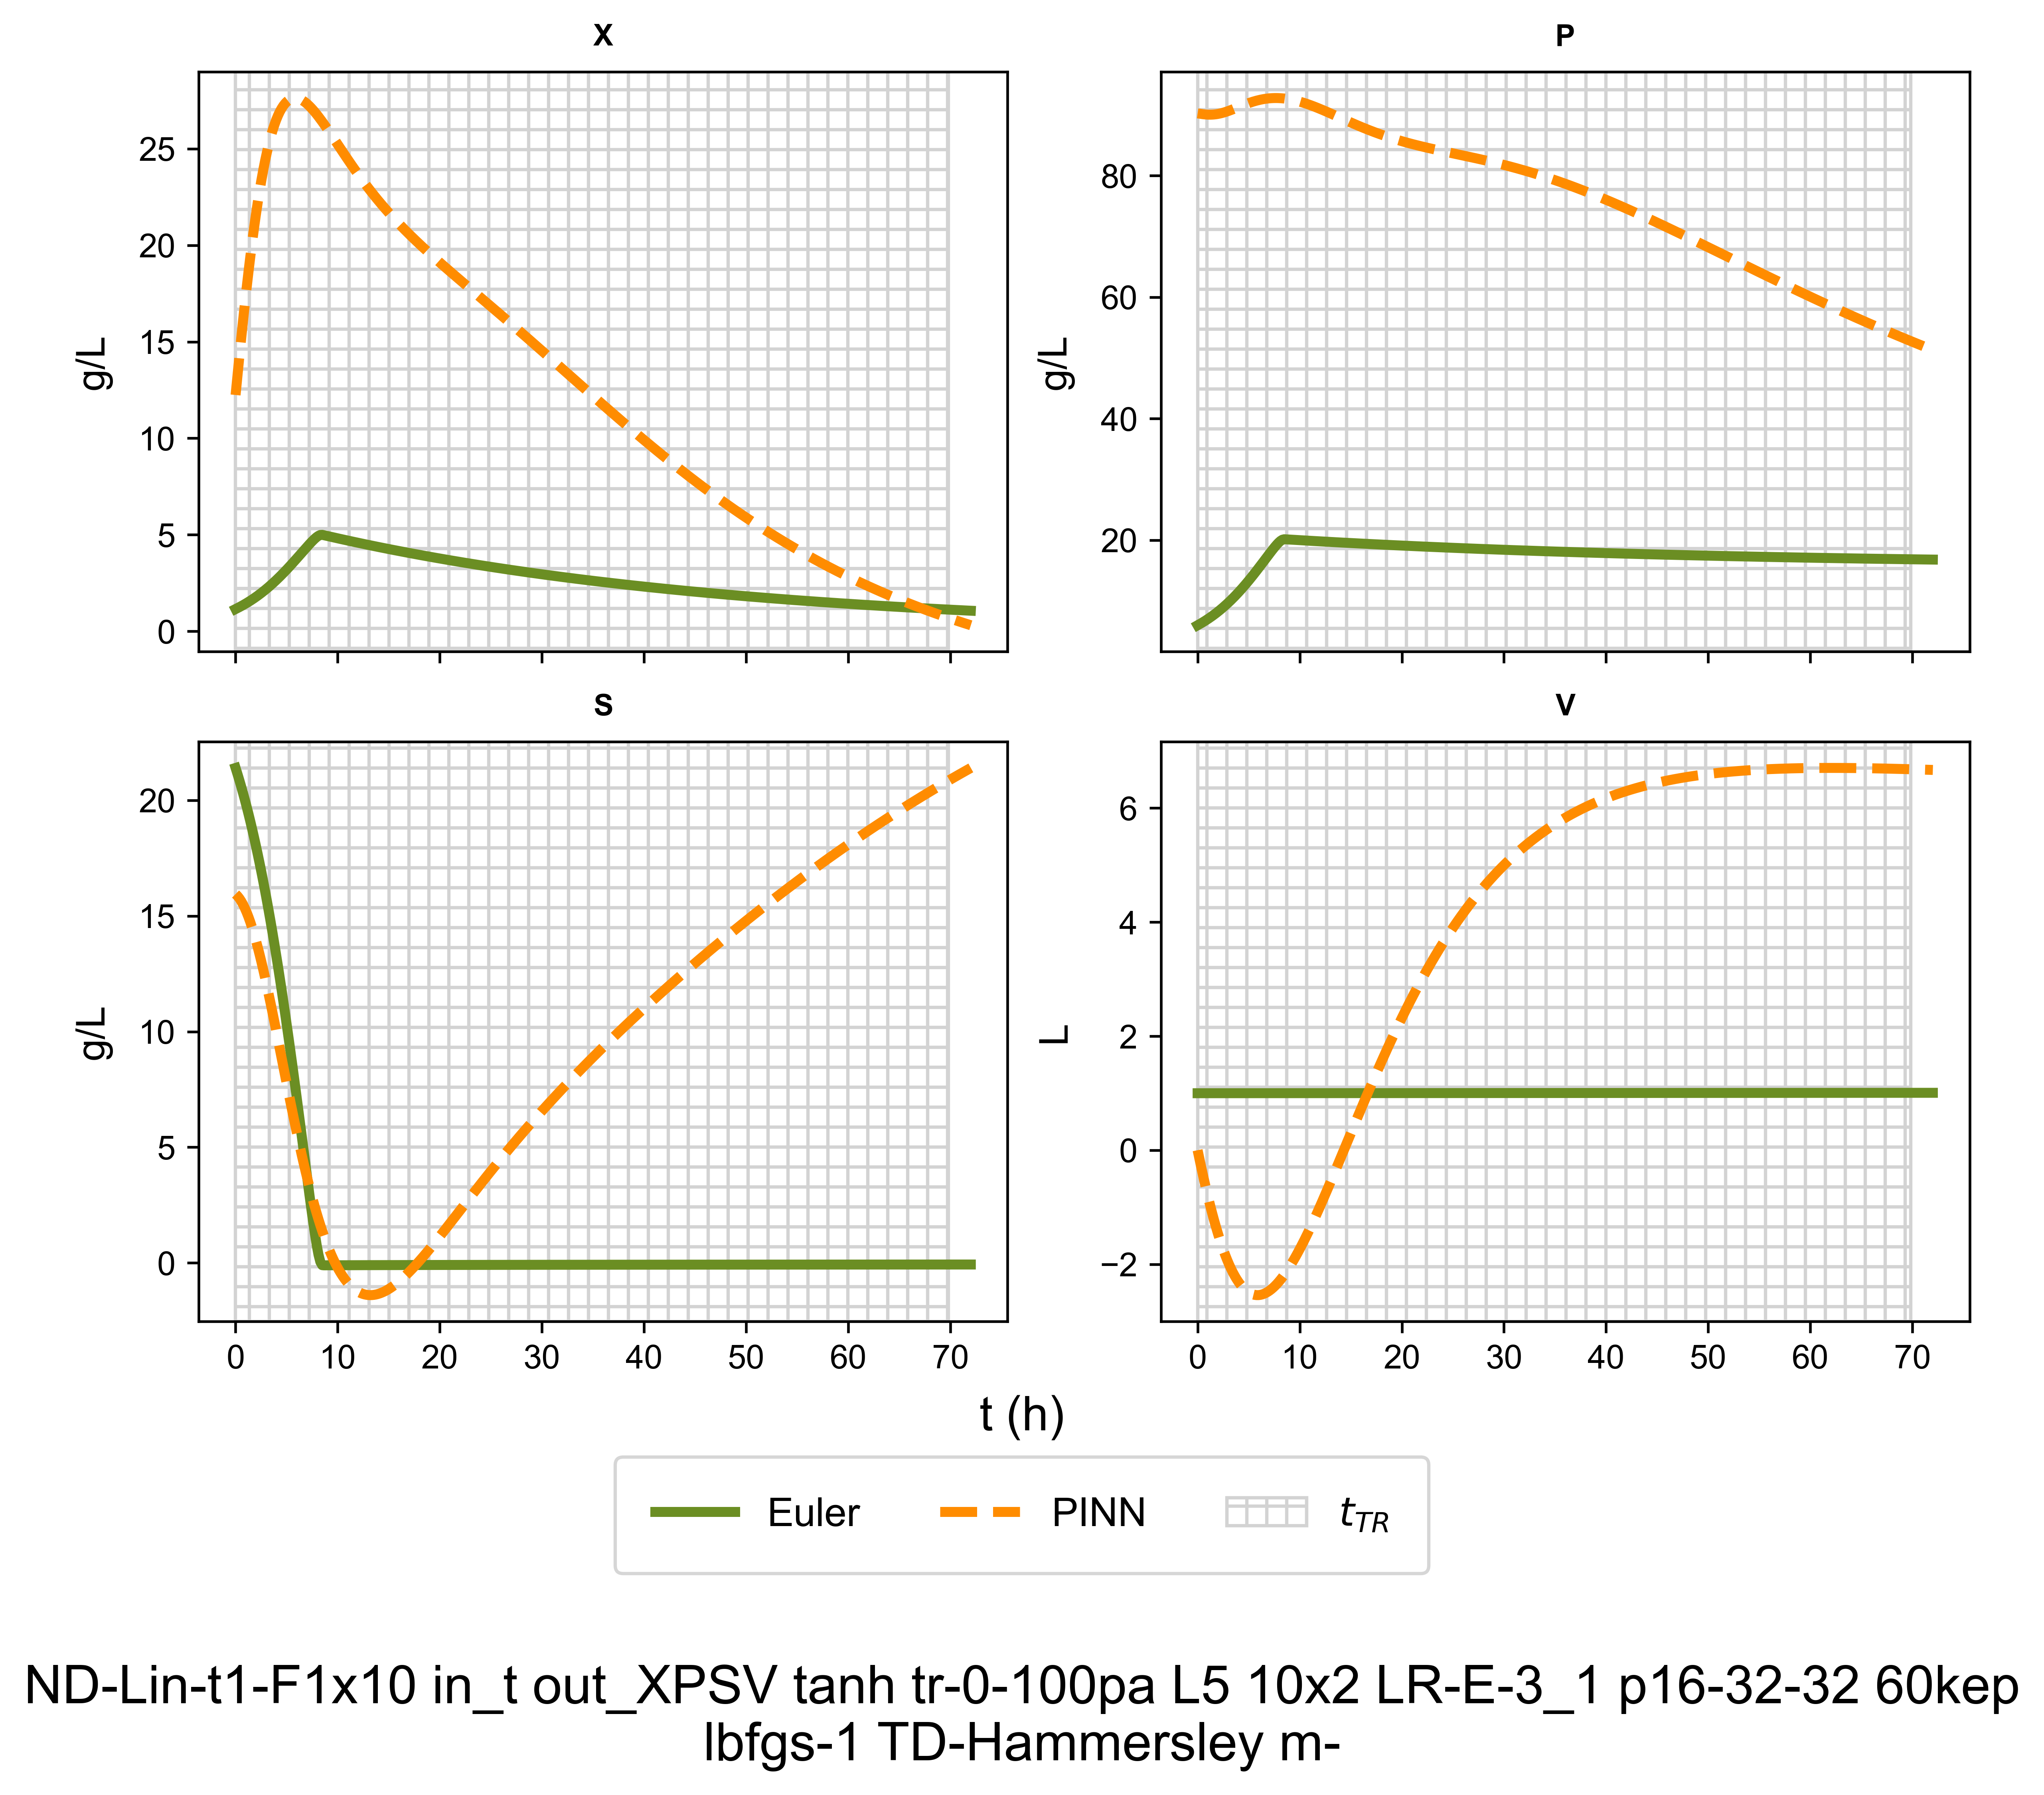 X
P
25
20
15
10
5
0
g/L
80
60
40
20
g/L
S
V
20
15
10
5
0
g/L
6
4
2
0
−2
L
0 10 20 30 40 50 60 70
0 10 20 30 40 50 60 70
t (h)
Euler PINN t_TR
ND-Lin-t1-F1x10 in_t out_XPSV tanh tr-0-100pa L5 10x2 LR-E-3_1 p16-32-32 60kep
lbfgs-1 TD-Hammersley m-